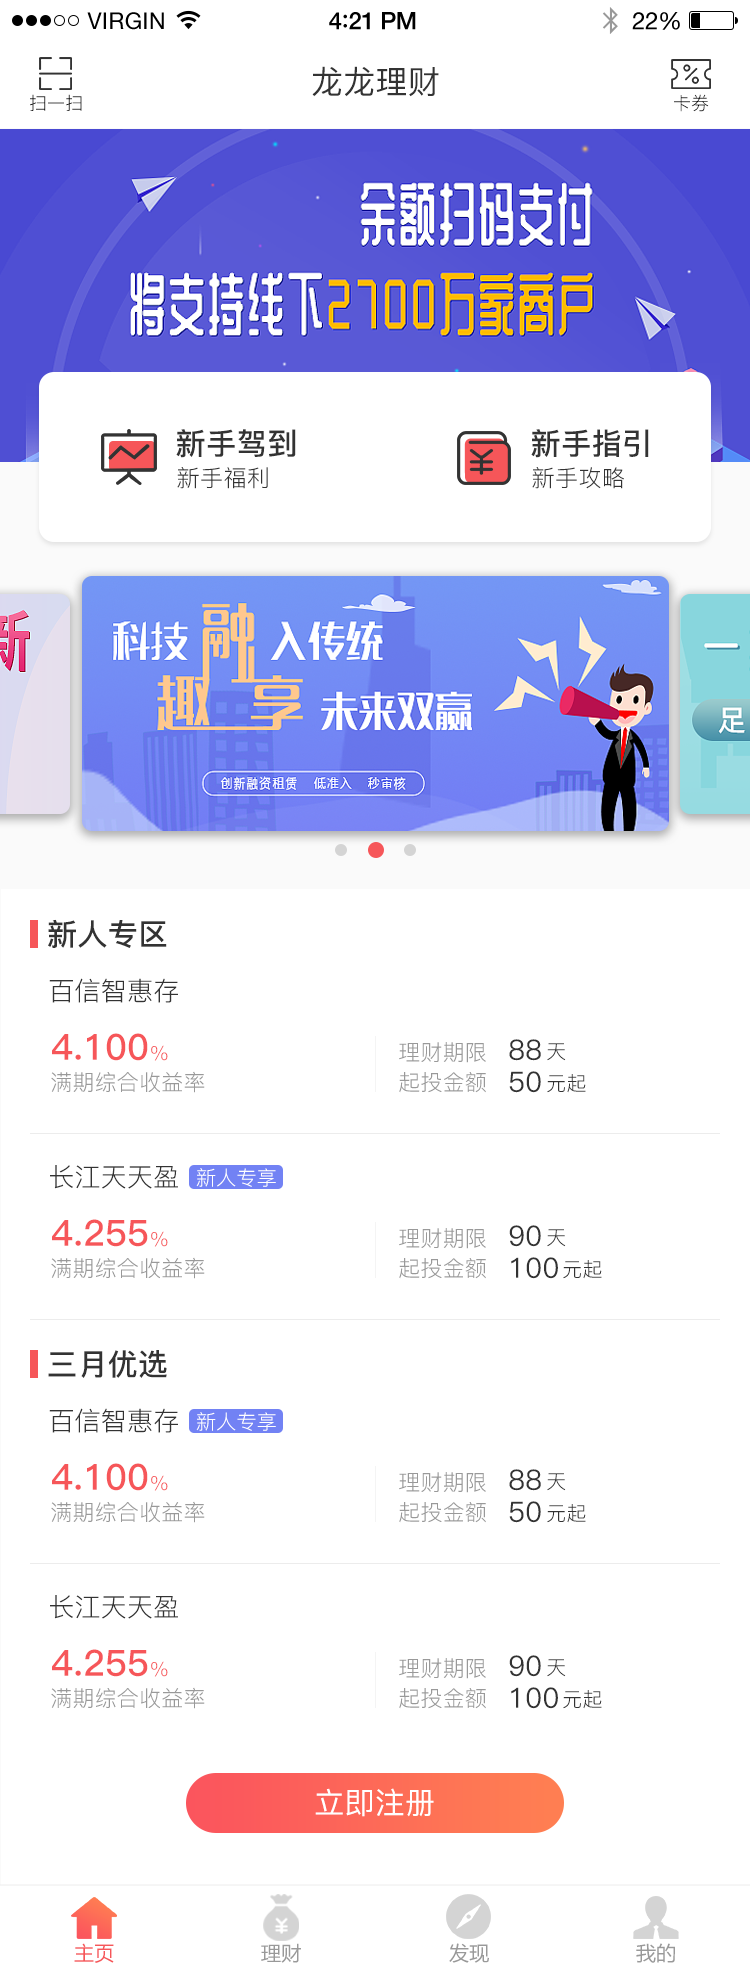 VIRGIN 4:21 PM 22%
扫一扫 龙龙理财 卡券
余额扫码支付
将支持线下2700万家商户
新手驾到 新手指引
新手福利 新手攻略
新
科技融入传统
趣享未来双赢
创新融资租赁 低准入 秒审核
一
足
新人专区
百信智惠存
4.100% 理财期限 88天
满期综合收益率 起投金额 50元起
长江天天盈 新人专享
4.255% 理财期限 90天
满期综合收益率 起投金额 100元起
三月优选
百信智惠存 新人专享
4.100% 理财期限 88天
满期综合收益率 起投金额 50元起
长江天天盈
4.255% 理财期限 90天
满期综合收益率 起投金额 100元起
立即注册
主页 理财 发现 我的